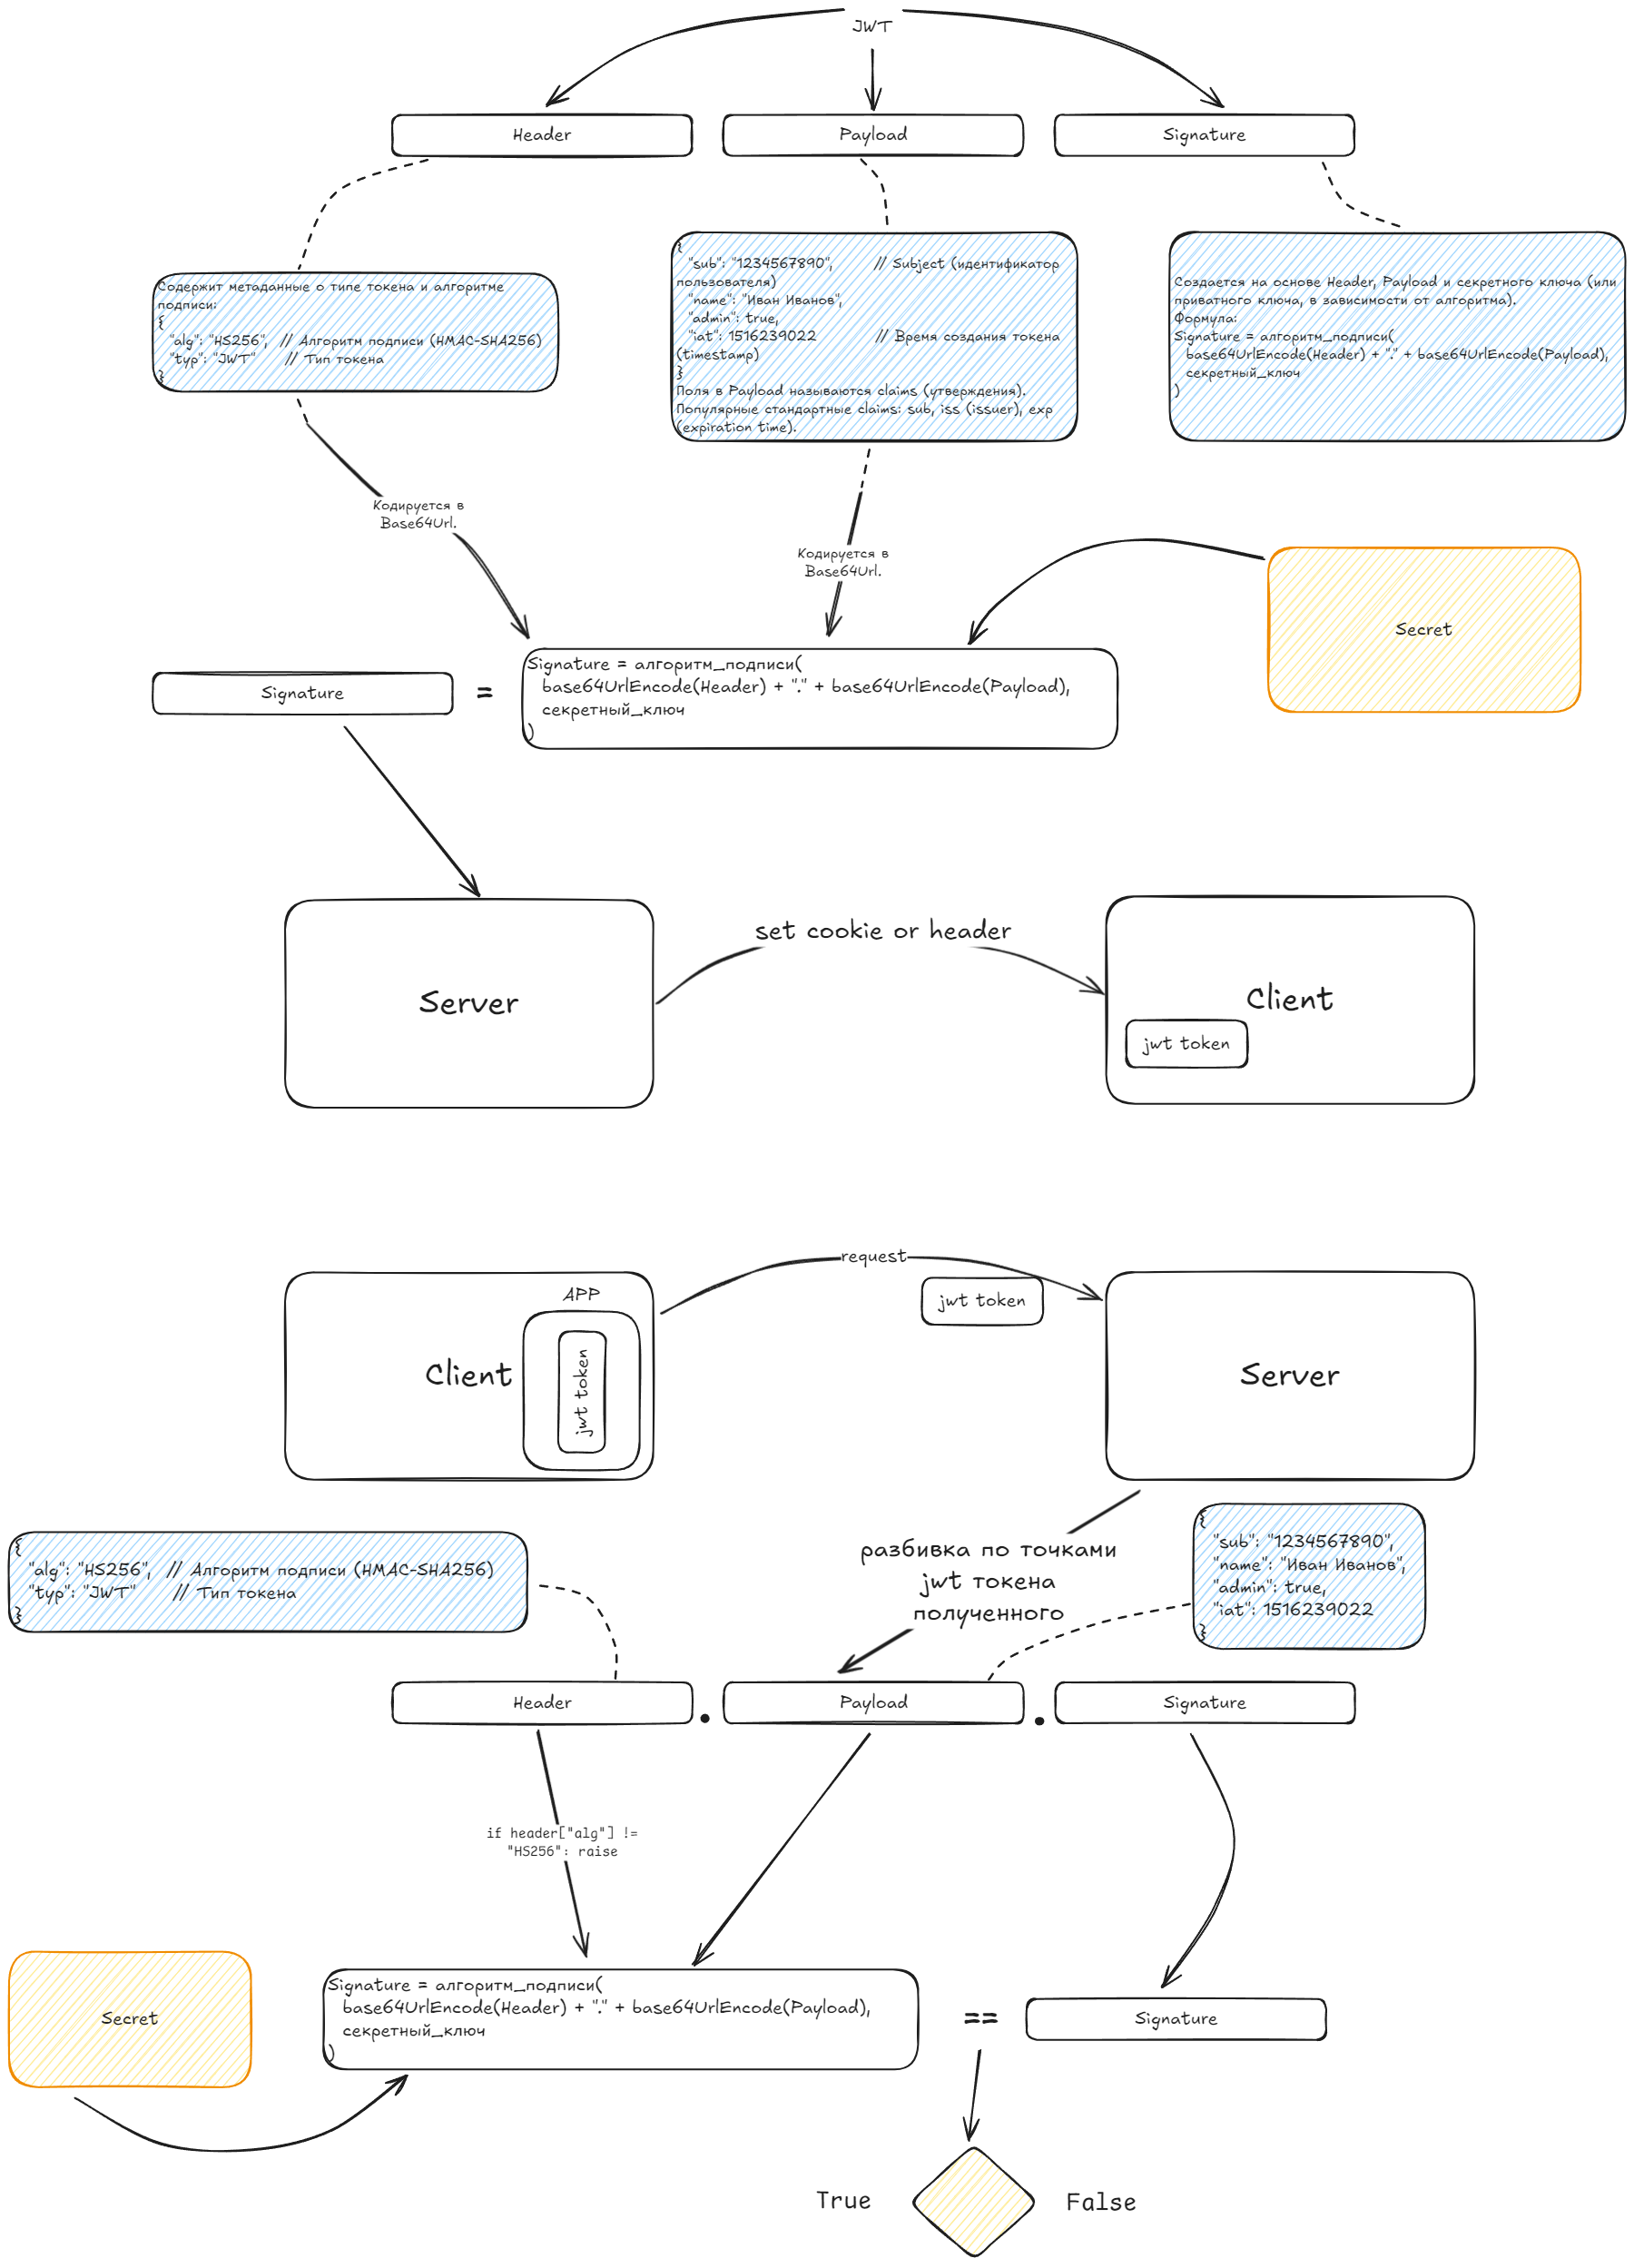 JWT
Header
Payload
Signature
Содержит метаданные о типе токена и алгоритме
подписи:
{
"alg": "HS256", // Алгоритм подписи (HMAC-SHA256)
"typ": "JWT" // Тип токена
}
{
"sub": "1234567890", // Subject (идентификатор
пользователя)
"name": "Иван Иванов",
"admin": true,
"iat": 1516239022 // Время создания токена
(timestamp)
}
Поля в Payload называются claims (утверждения).
Популярные стандартные claims: sub, iss (issuer), exp
(expiration time).
Создается на основе Header, Payload и секретного ключа (или
приватного ключа, в зависимости от алгоритма).
Формула:
Signature = алгоритм_подписи(
base64UrlEncode(Header) + "." + base64UrlEncode(Payload),
секретный_ключ
)
Кодируется в
Base64Url.
Кодируется в
Base64Url.
Secret
Signature
=
Signature = алгоритм_подписи(
base64UrlEncode(Header) + "." + base64UrlEncode(Payload),
секретный_ключ
)
Server
set cookie or header
Client
jwt token
request
jwt token
APP
Client
jwt token
Server
{
"alg": "HS256", // Алгоритм подписи (HMAC-SHA256)
"typ": "JWT" // Тип токена
}
разбивка по точками
jwt токена
полученного
{
"sub": "1234567890",
"name": "Иван Иванов",
"admin": true,
"iat": 1516239022
}
Header
.
Payload
.
Signature
if header["alg"] !=
"HS256": raise
Secret
Signature = алгоритм_подписи(
base64UrlEncode(Header) + "." + base64UrlEncode(Payload),
секретный_ключ
)
==
Signature
True
False